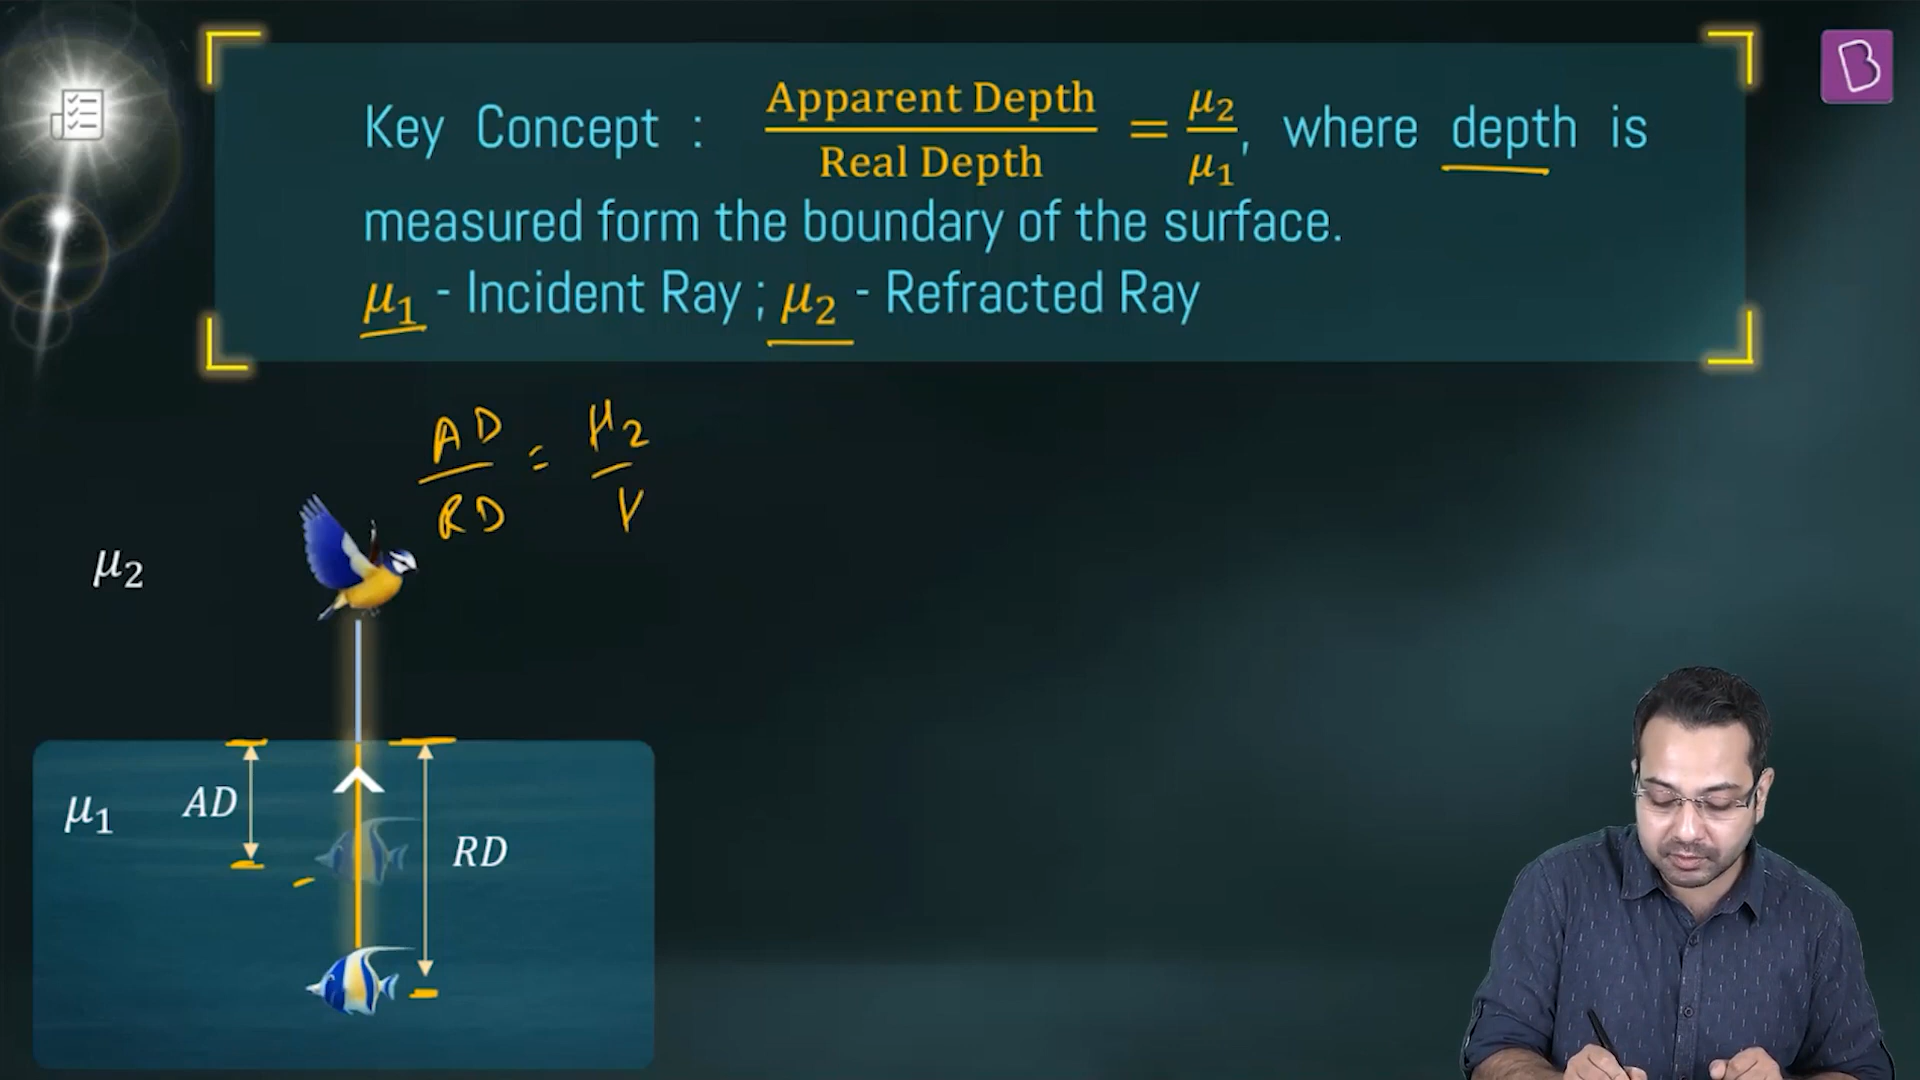 Key Concept : Apparent Depth / Real Depth = μ2 / μ1, where depth is
measured form the boundary of the surface.
μ1 - Incident Ray ; μ2 - Refracted Ray
AD / RD = μ2 /
μ2
μ1
AD
RD
B